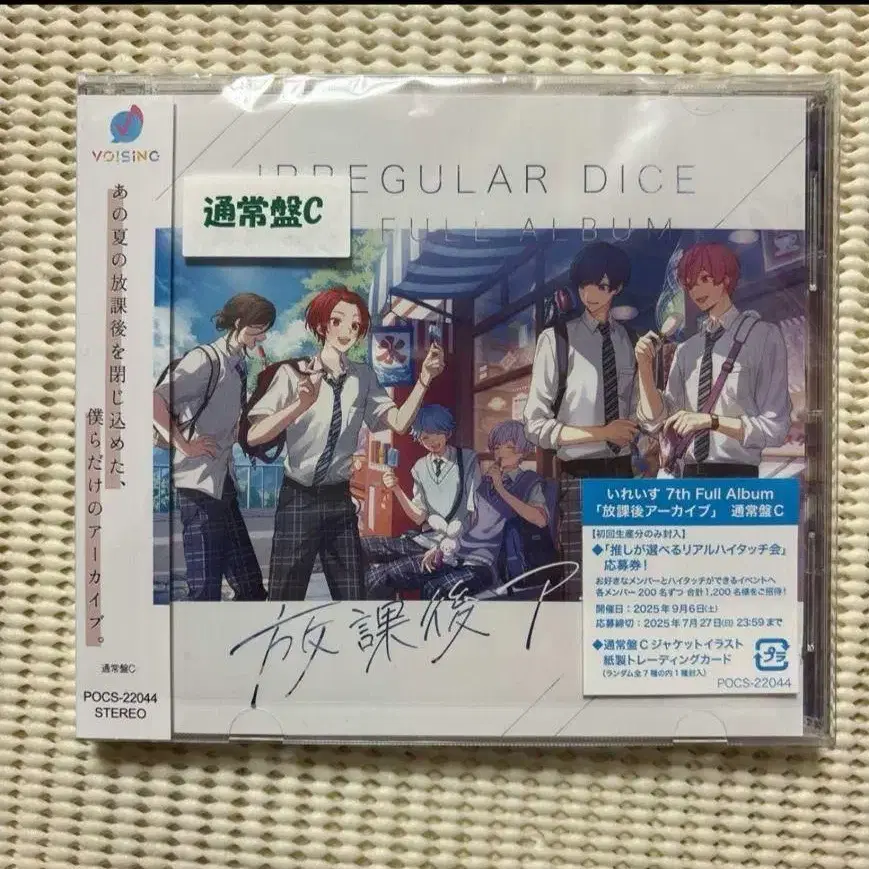 VOISING
あの夏の放課後を閉じ込めた、
僕らだけのアーカイブ。
通常盤C
POCS-22044
STEREO
IRREGULAR DICE
FULL ALBUM
通常盤C
氷
放課後ア
いれいす 7th Full Album
「放課後アーカイブ」 通常盤C
【初回生産分のみ封入】
◆「推しが選べるリアルハイタッチ会」
応募券!
お好きなメンバーとハイタッチができるイベントへ
各メンバー200名ずつ 合計1,200名様をご招待!
開催日:2025年9月6日(土)
応募締切:2025年7月27日(日) 23:59まで
◆通常盤C ジャケットイラスト
紙製トレーディングカード
(ランダム全7種の内1種封入)
プラ
POCS-22044